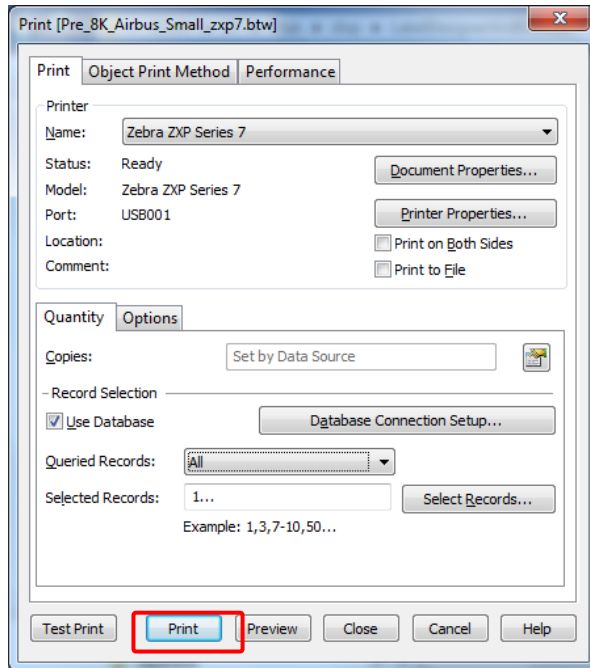 Print [Pre_8K_Airbus_Small_zxp7.btw]
Print Object Print Method Performance
Printer
Name: Zebra ZXP Series 7
Status: Ready Document Properties...
Model: Zebra ZXP Series 7
Port: USB001 Printer Properties...
Location: Print on Both Sides
Comment: Print to File
Quantity Options
Copies: Set by Data Source
Record Selection
Use Database Database Connection Setup...
Queried Records: All
Selected Records: 1... Select Records...
Example: 1,3,7-10,50...
Test Print Print Preview Close Cancel Help